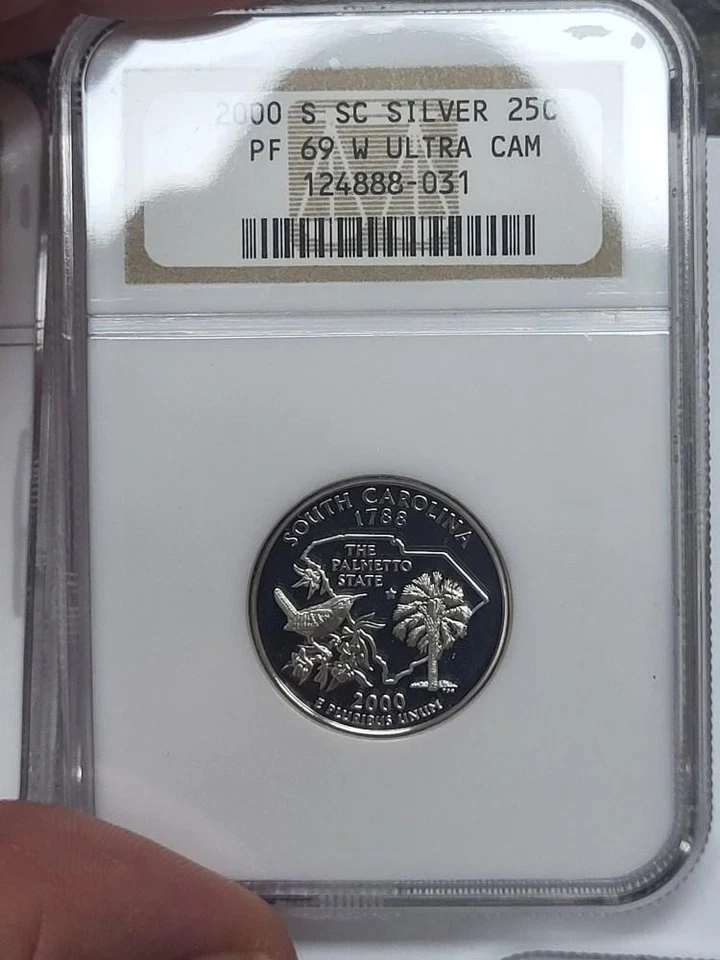 2000 S SC SILVER 25C
PF 69 W ULTRA CAM
124888-031
SOUTH CAROLINA
1788
THE
PALMETTO
STATE
2000
E PLURIBUS UNUM